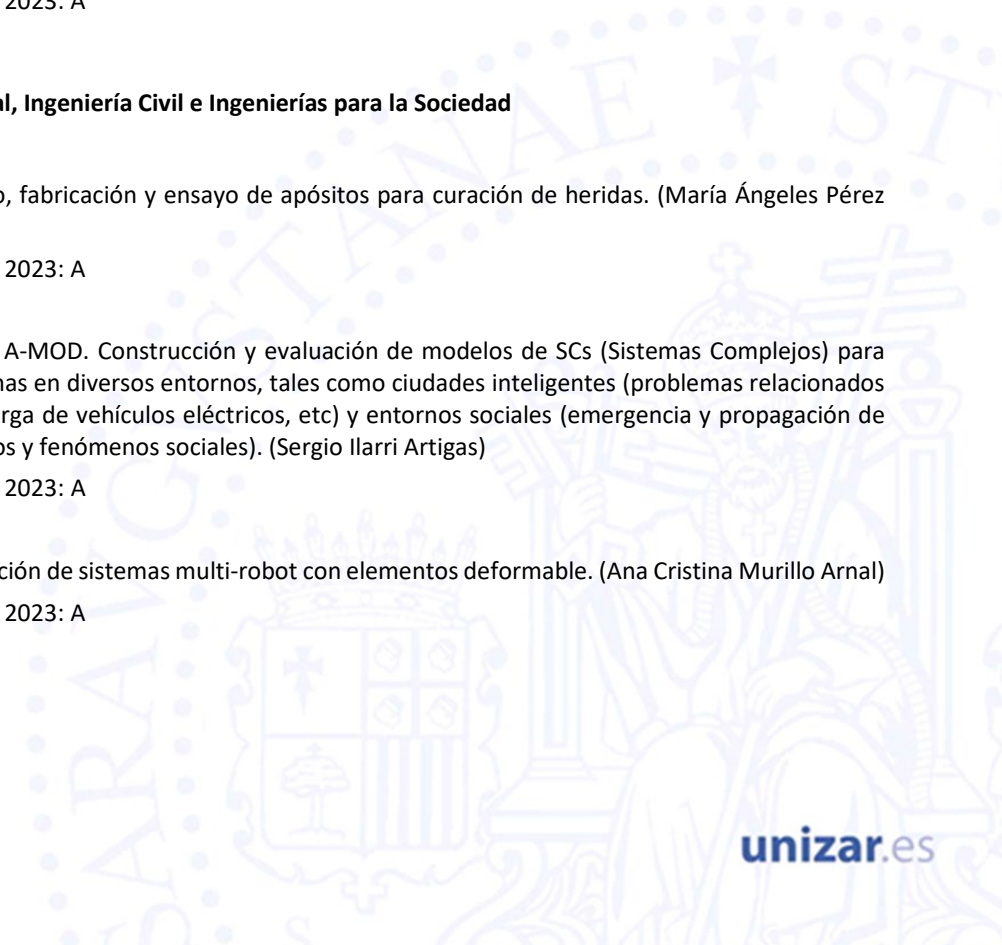 2023: A
l, Ingeniería Civil e Ingenierías para la Sociedad
o, fabricación y ensayo de apósitos para curación de heridas. (María Ángeles Pérez
2023: A
A-MOD. Construcción y evaluación de modelos de SCs (Sistemas Complejos) para
nas en diversos entornos, tales como ciudades inteligentes (problemas relacionados
rga de vehículos eléctricos, etc) y entornos sociales (emergencia y propagación de
os y fenómenos sociales). (Sergio Ilarri Artigas)
2023: A
ción de sistemas multi-robot con elementos deformable. (Ana Cristina Murillo Arnal)
2023: A
unizar.es